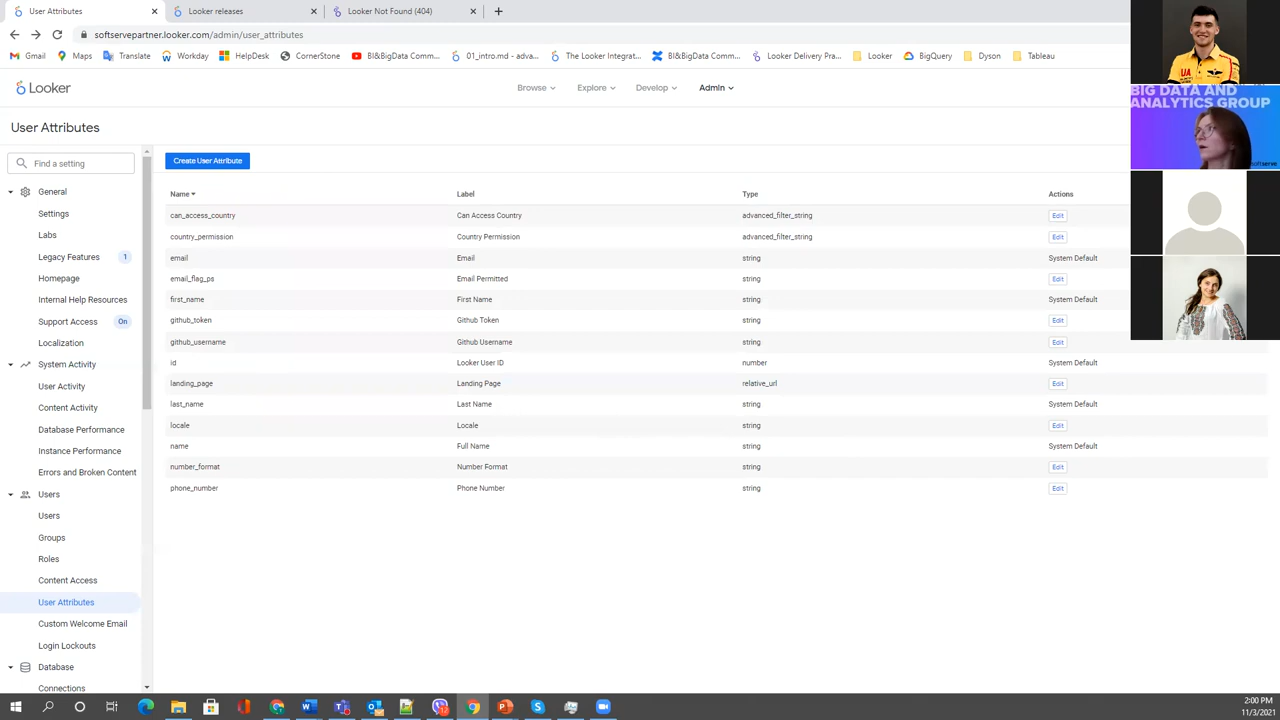 User Attributes
Looker releases
Looker Not Found (404)
softservepartner.looker.com/admin/user_attributes
Gmail
Maps
Translate
Workday
HelpDesk
CornerStone
BI&BigData Comm...
01_intro.md - adva...
The Looker Integrat...
BI&BigData Comm...
Looker Delivery Pra...
Looker
BigQuery
Dyson
Tableau
Looker
Browse
Explore
Develop
Admin
User Attributes
Find a setting
General
Settings
Labs
Legacy Features 1
Homepage
Internal Help Resources
Support Access On
Localization
System Activity
User Activity
Content Activity
Database Performance
Instance Performance
Errors and Broken Content
Users
Users
Groups
Roles
Content Access
User Attributes
Custom Welcome Email
Login Lockouts
Database
Connections
Create User Attribute
Name Label Type Actions
can_access_country Can Access Country advanced_filter_string Edit
country_permission Country Permission advanced_filter_string Edit
email Email string System Default
email_flag_ps Email Permitted string Edit
first_name First Name string System Default
github_token Github Token string Edit
github_username Github Username string Edit
id Looker User ID number System Default
landing_page Landing Page relative_url Edit
last_name Last Name string System Default
locale Locale string Edit
name Full Name string System Default
number_format Number Format string Edit
phone_number Phone Number string Edit
UA
BIG DATA AND
ANALYTICS GROUP
softserve
2:00 PM
11/3/2021